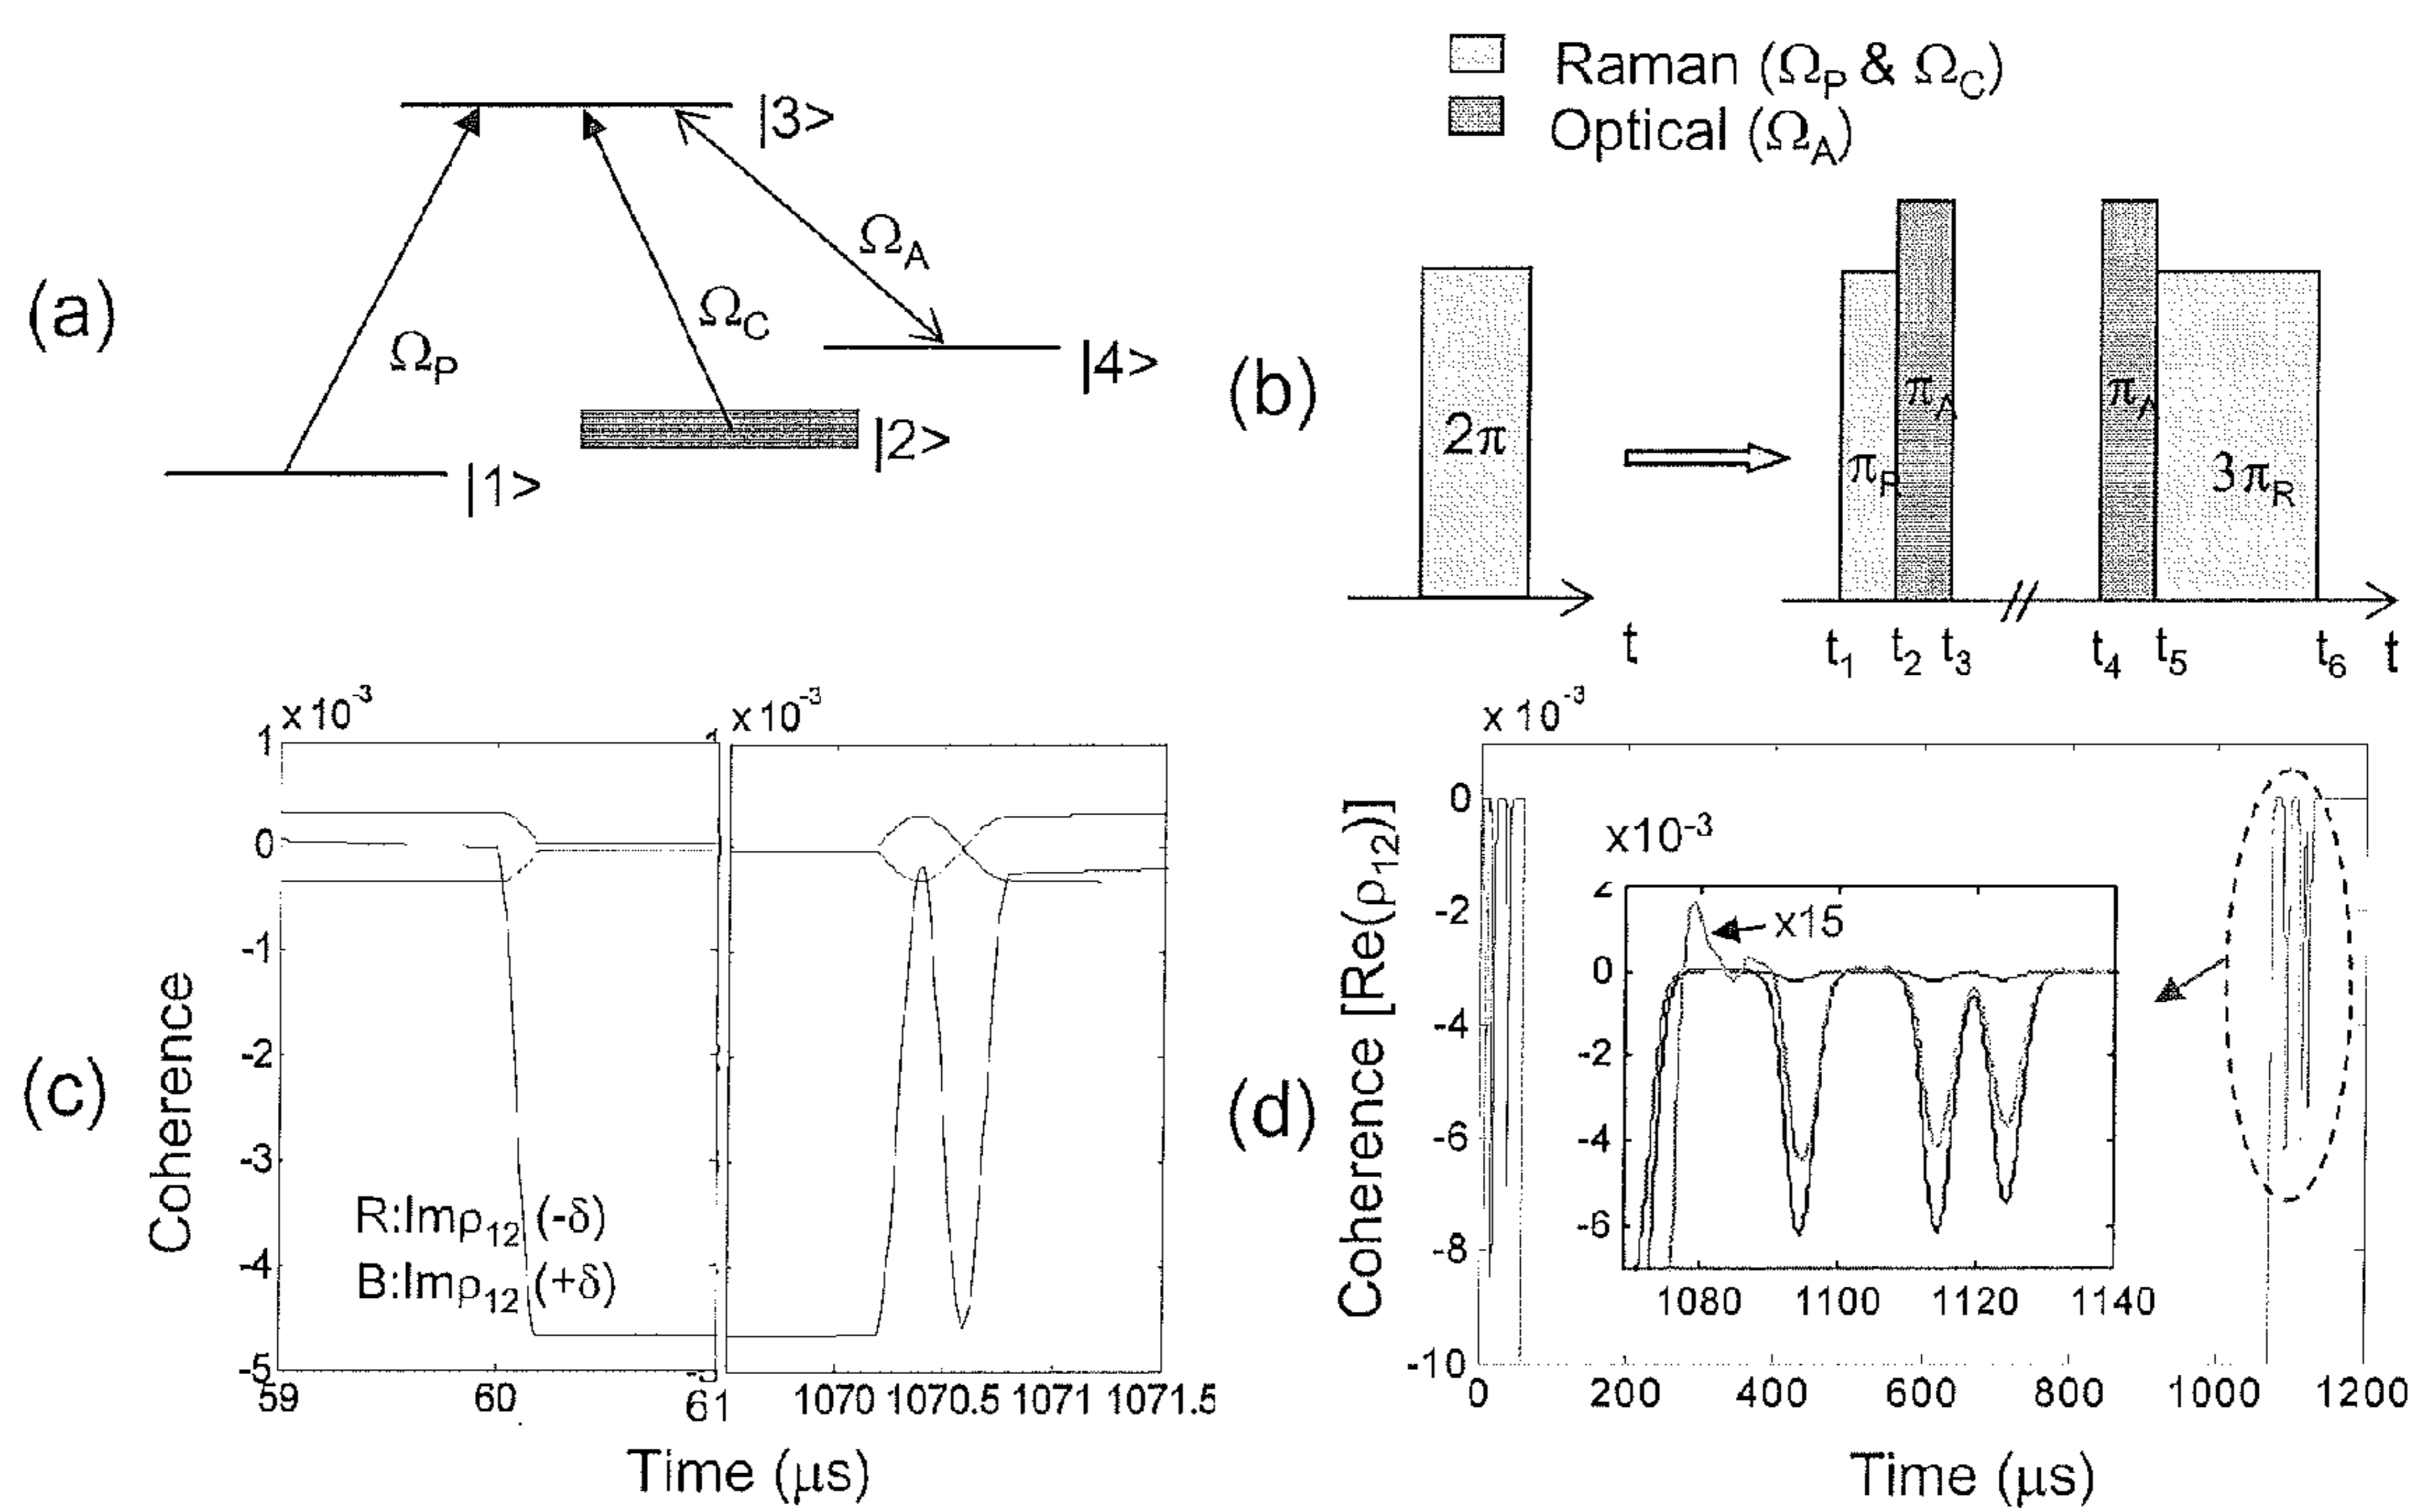 (a)
|3>
Ω_A
Ω_C
Ω_P
|4>
|2>
|1>
Raman (Ω_P & Ω_C)
Optical (Ω_A)
(b)
2π
π_R
π_A
π_A
3π_R
t
t_1 t_2 t_3 t_4 t_5 t_6 t
(c)
x10^-3
x10^-3
Coherence
1
0
-1
-2
-3
-4
-5
R:Imρ_12 (-δ)
B:Imρ_12 (+δ)
59 60 61
1070 1070.5 1071 1071.5
Time (μs)
(d)
x10^-3
Coherence [Re(ρ_12)]
0
-2
-4
-6
-8
-10
x10^-3
x15
2
0
-2
-4
-6
1080 1100 1120 1140
0 200 400 600 800 1000 1200
Time (μs)